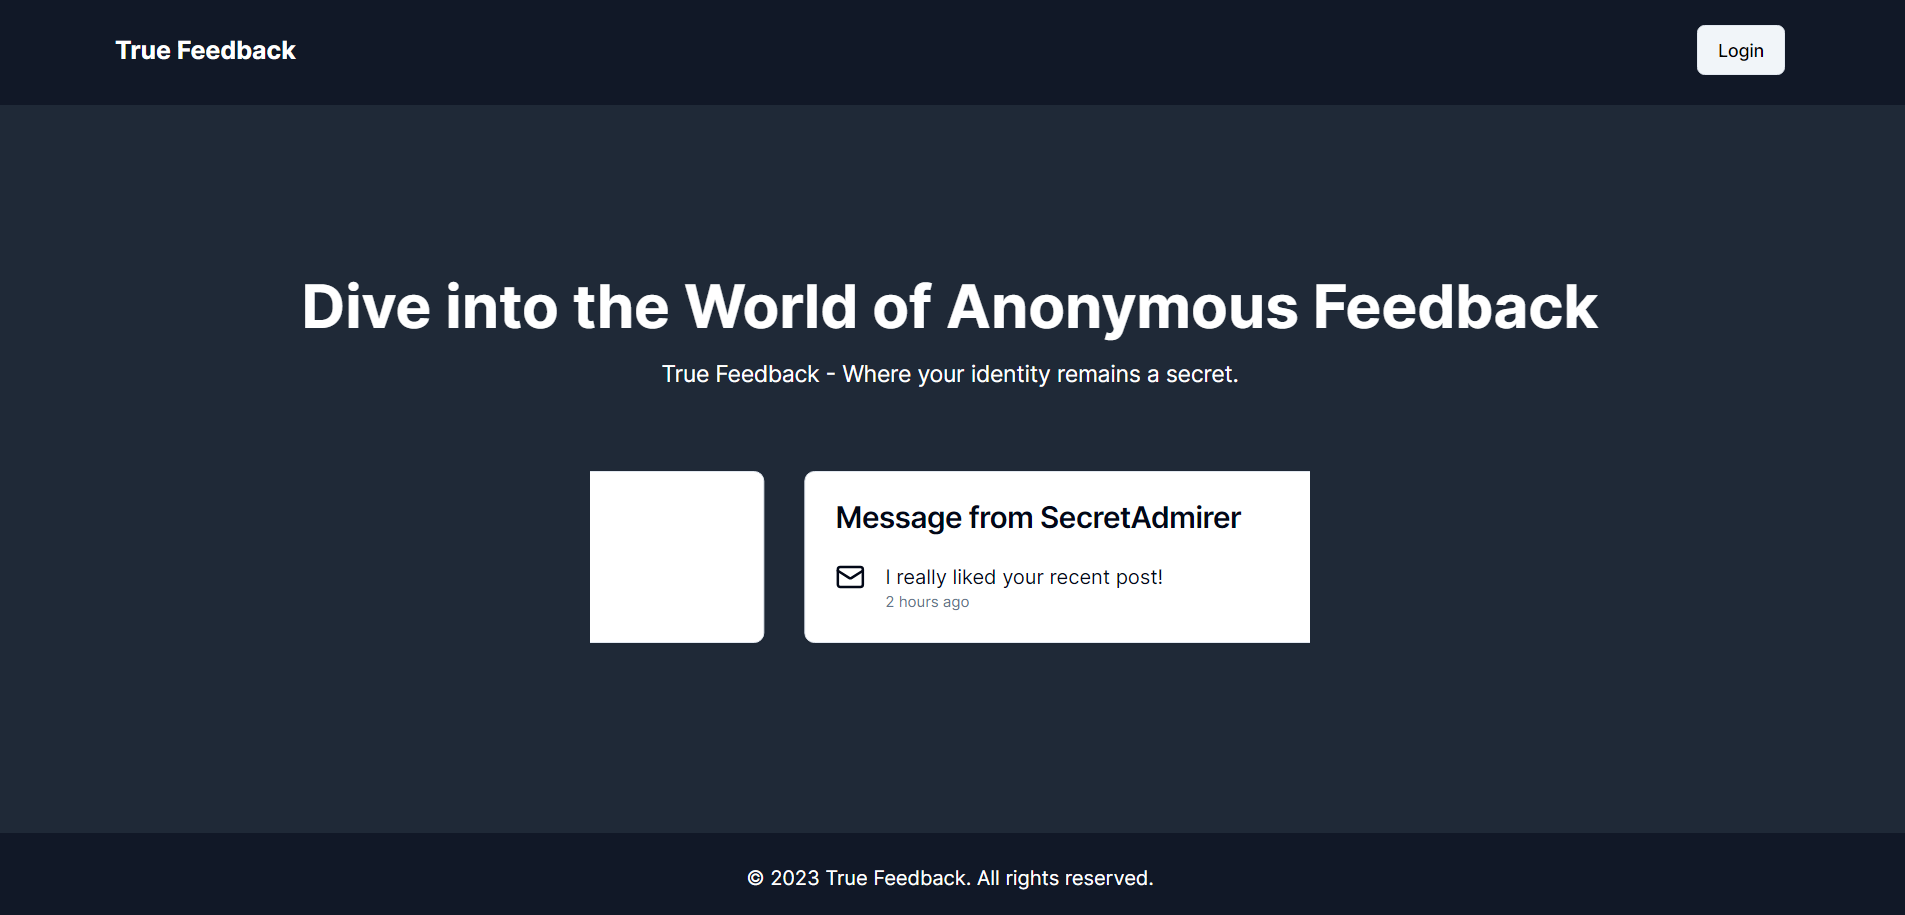 True Feedback
Login
Dive into the World of Anonymous Feedback
True Feedback - Where your identity remains a secret.
Message from SecretAdmirer
I really liked your recent post!
2 hours ago
© 2023 True Feedback. All rights reserved.